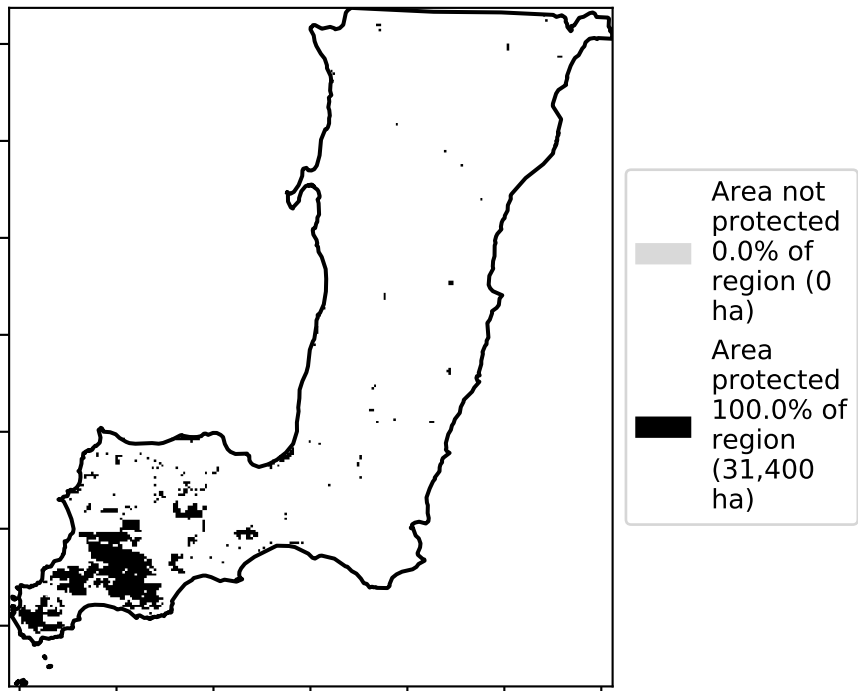 Area not
protected
0.0% of
region (0
ha)
Area
protected
100.0% of
region
(31,400
ha)